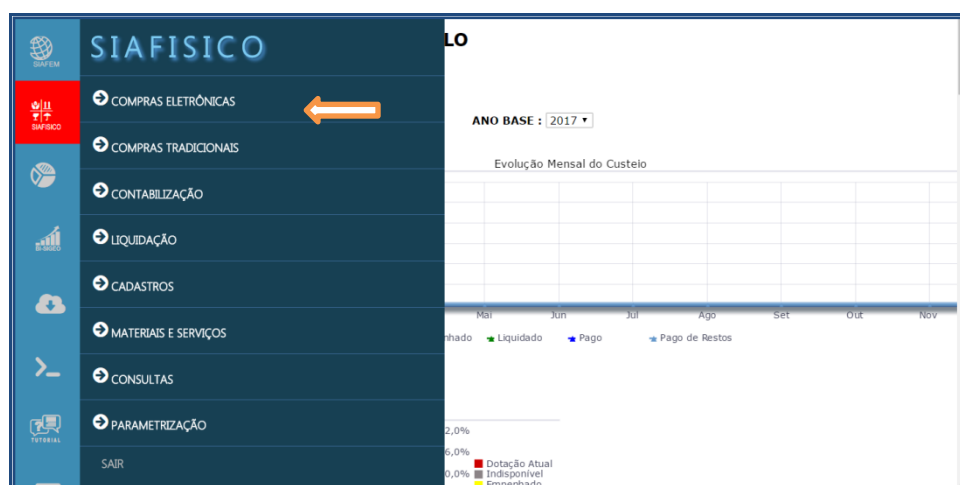 SIAFEM
SIAFISICO
BI-SIGEO
TUTORIAL
SIAFISICO
COMPRAS ELETRÔNICAS
COMPRAS TRADICIONAIS
CONTABILIZAÇÃO
LIQUIDAÇÃO
CADASTROS
MATERIAIS E SERVIÇOS
CONSULTAS
PARAMETRIZAÇÃO
SAIR
LO
ANO BASE : 2017
Evolução Mensal do Custeio
Mai Jun Jul Ago Set Out Nov
nhado Liquidado Pago Pago de Restos
2,0%
6,0%
0,0%
Dotação Atual
Indisponível
Empenhado